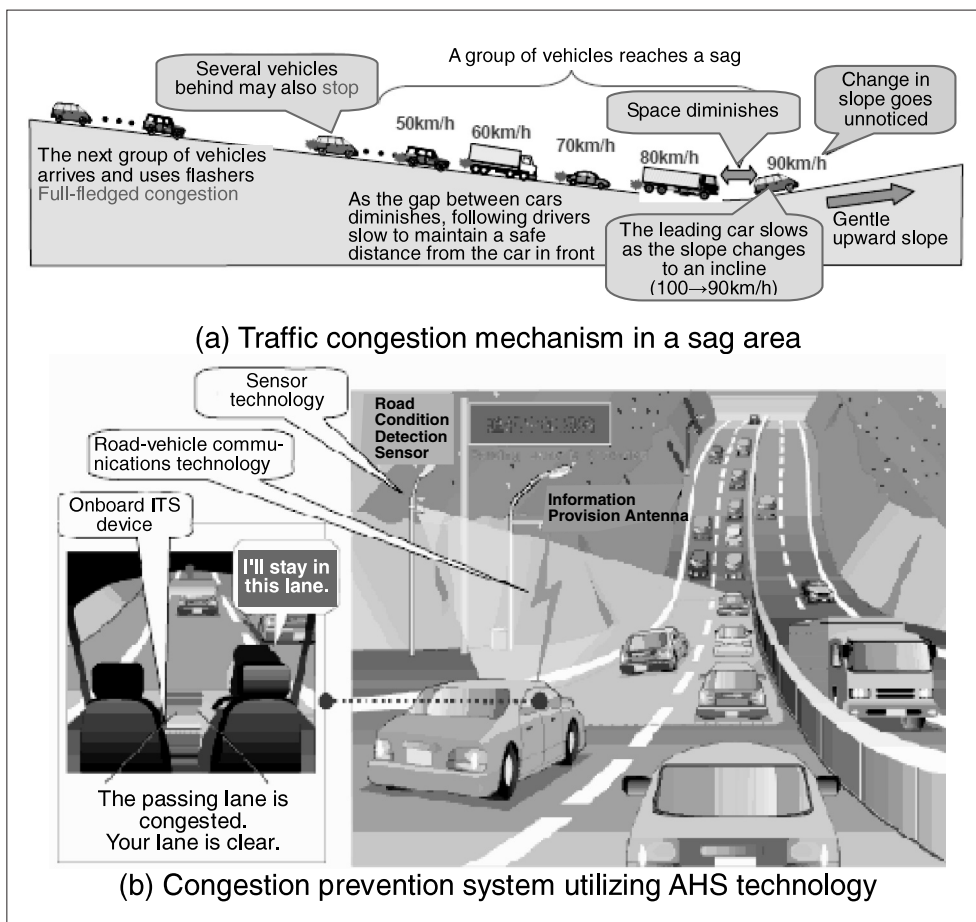 A group of vehicles reaches a sag
Several vehicles
behind may also stop
Change in
slope goes
unnoticed
Space diminishes
50km/h
60km/h
70km/h
80km/h
90km/h
The next group of vehicles
arrives and uses flashers
Full-fledged congestion
As the gap between cars
diminishes, following drivers
slow to maintain a safe
distance from the car in front
The leading car slows
as the slope changes
to an incline
(100→90km/h)
Gentle
upward slope
(a) Traffic congestion mechanism in a sag area
Sensor
technology
Road
Condition
Detection
Sensor
Road-vehicle commu-
nications technology
Information
Provision Antenna
Onboard ITS
device
I'll stay in
this lane.
The passing lane is
congested.
Your lane is clear.
(b) Congestion prevention system utilizing AHS technology